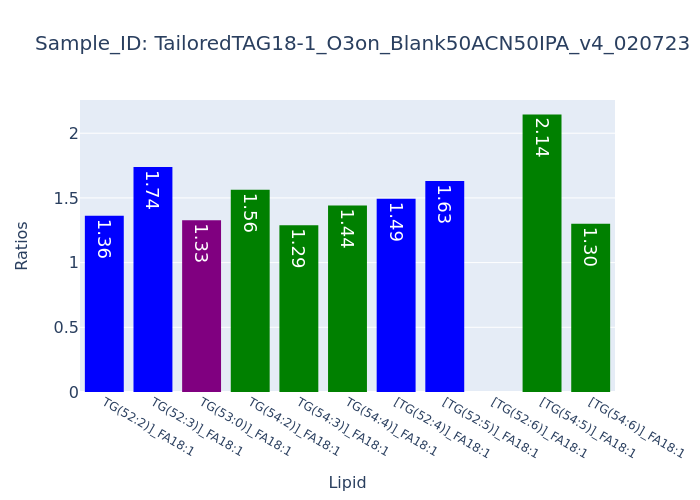 Sample_ID: TailoredTAG18-1_O3on_Blank50ACN50IPA_v4_020723
Ratios
2
1.5
1
0.5
0
1.36
1.74
1.33
1.56
1.29
1.44
1.49
1.63
2.14
1.30
TG(52:2)]_FA18:1
TG(52:3)]_FA18:1
TG(53:0)]_FA18:1
TG(54:2)]_FA18:1
TG(54:3)]_FA18:1
TG(54:4)]_FA18:1
[TG(52:4)]_FA18:1
[TG(52:5)]_FA18:1
[TG(52:6)]_FA18:1
[TG(54:5)]_FA18:1
[TG(54:6)]_FA18:1
Lipid